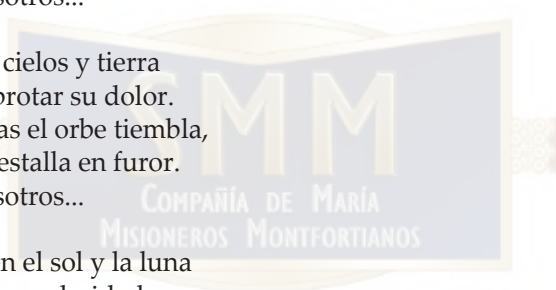 sotros...
cielos y tierra
brotar su dolor.
as el orbe tiembla,
estalla en furor.
sotros...
n el sol y la luna
SMM
COMPAÑÍA DE MARÍA
MISIONEROS MONTFORTIANOS